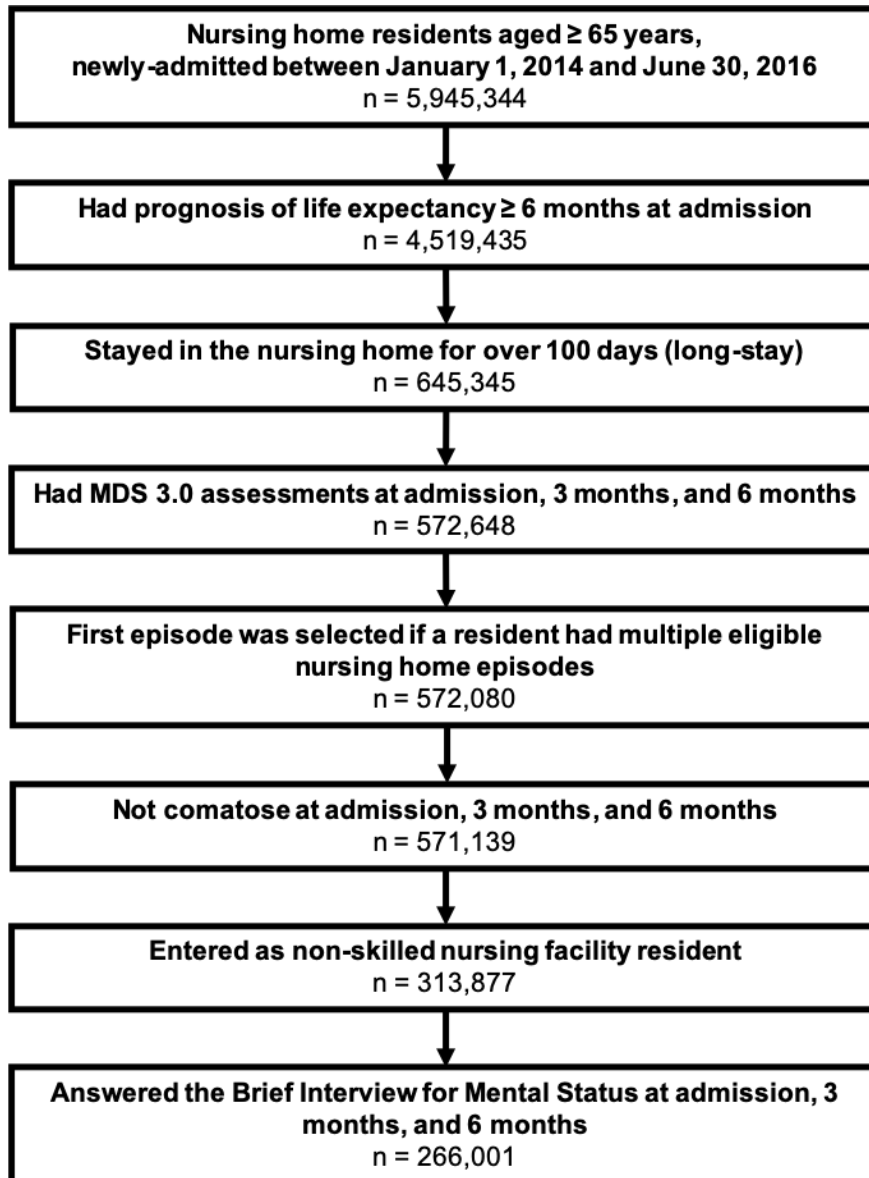 Nursing home residents aged ≥ 65 years,
newly-admitted between January 1, 2014 and June 30, 2016
n = 5,945,344
Had prognosis of life expectancy ≥ 6 months at admission
n = 4,519,435
Stayed in the nursing home for over 100 days (long-stay)
n = 645,345
Had MDS 3.0 assessments at admission, 3 months, and 6 months
n = 572,648
First episode was selected if a resident had multiple eligible
nursing home episodes
n = 572,080
Not comatose at admission, 3 months, and 6 months
n = 571,139
Entered as non-skilled nursing facility resident
n = 313,877
Answered the Brief Interview for Mental Status at admission, 3
months, and 6 months
n = 266,001